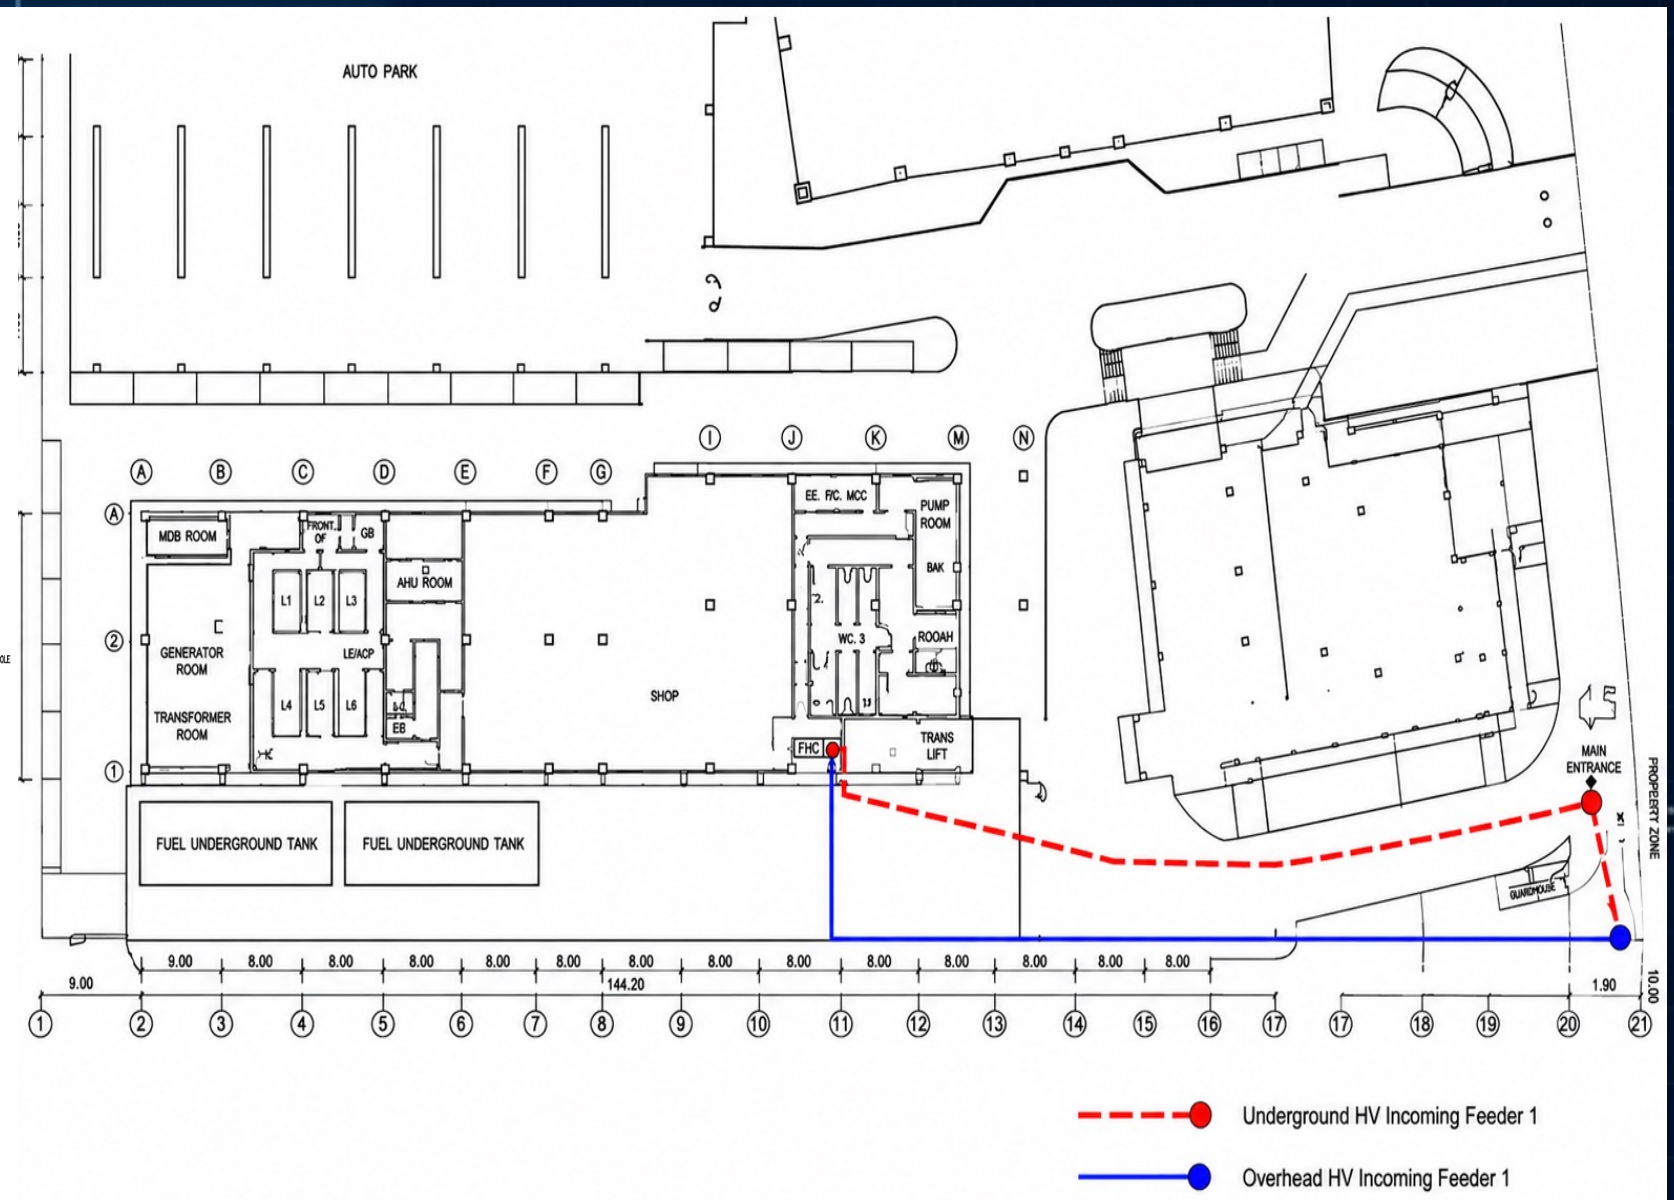 AUTO PARK
I
J
K
M
N
A
B
C
D
E
F
G
A
EE. F/C. MCC
PUMP
ROOM
MDB ROOM
FRONT
OF
GB
AHU ROOM
BAK
L1
L2
L3
2.
2
WC. 3
ROOAH
GENERATOR
ROOM
LE/ACP
SHOP
L4
L5
L6
TRANSFORMER
ROOM
EB
FHC
TRANS
LIFT
1
MAIN
ENTRANCE
PROPERTY ZONE
OLE
FUEL UNDERGROUND TANK
FUEL UNDERGROUND TANK
GUARDMOUBE
9.00
8.00
8.00
8.00
8.00
8.00
8.00
8.00
8.00
8.00
8.00
8.00
8.00
9.00
144.20
1.90
10.00
1
2
3
4
5
6
7
8
9
10
11
12
13
14
15
16
17
17
18
19
20
21
Underground HV Incoming Feeder 1
Overhead HV Incoming Feeder 1